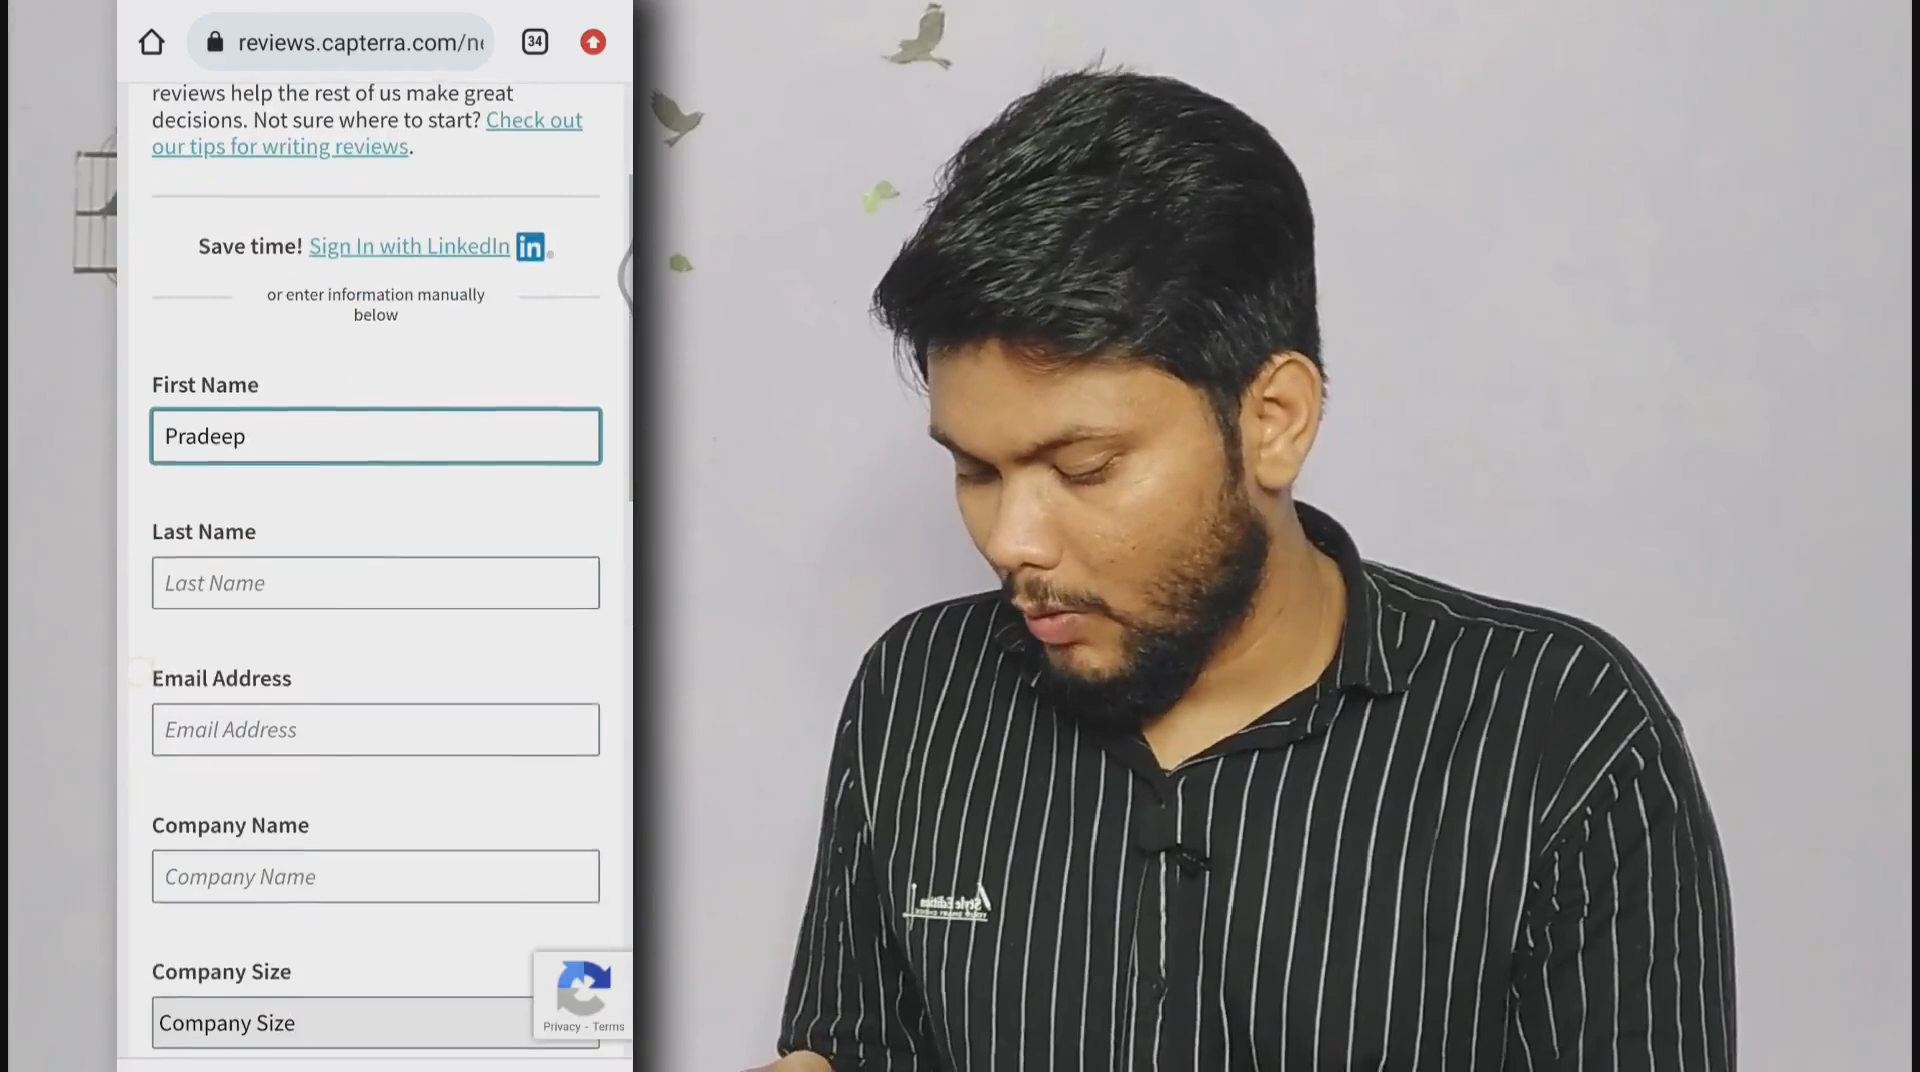 reviews.capterra.com/ne
34
reviews help the rest of us make great
decisions. Not sure where to start? Check out
our tips for writing reviews.
Save time! Sign In with LinkedIn in
or enter information manually
below
First Name
Pradeep
Last Name
Last Name
Email Address
Email Address
Company Name
Company Name
Company Size
Company Size
Privacy - Terms
Style Edition